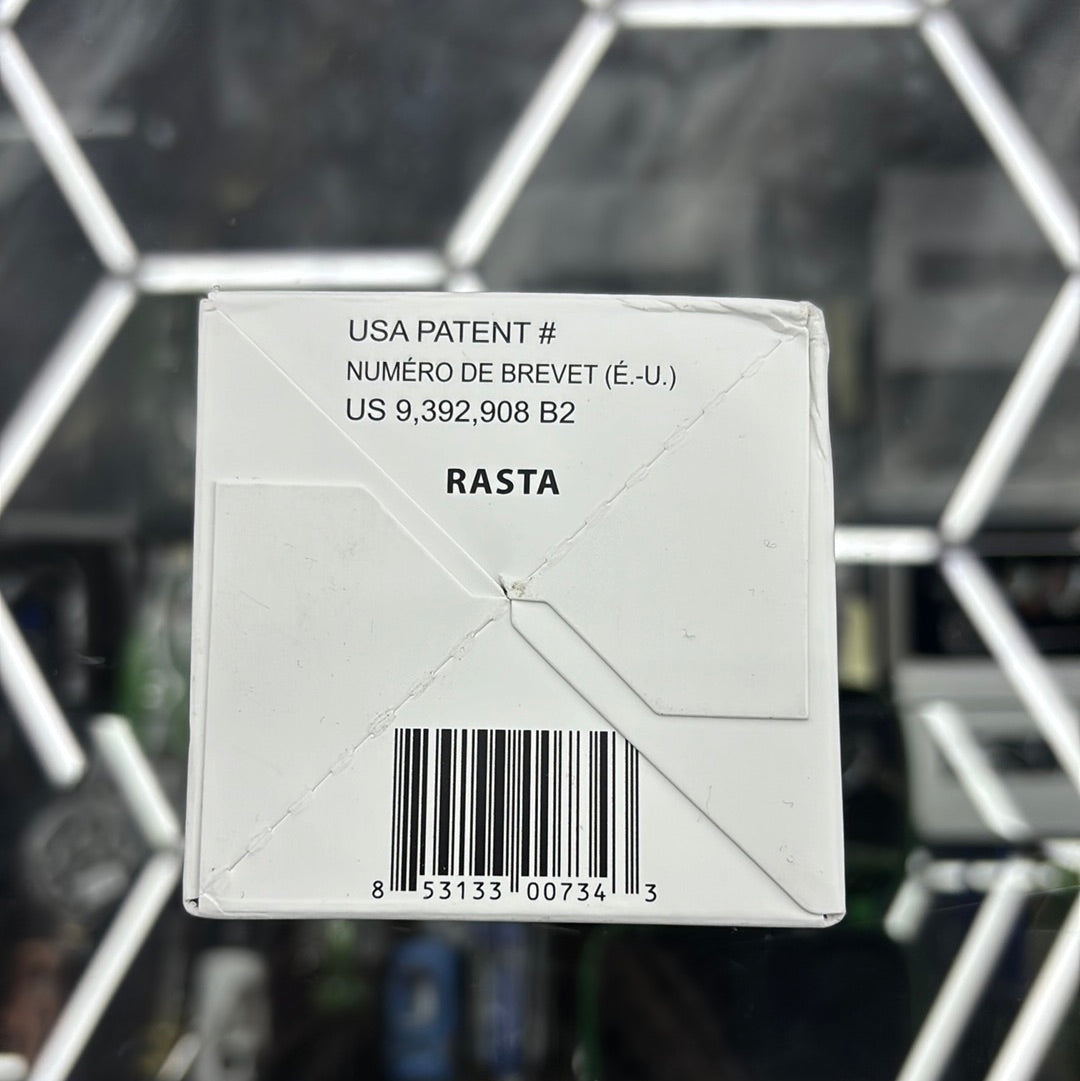 USA PATENT #
NUMÉRO DE BREVET (É.-U.)
US 9,392,908 B2
RASTA
8 53133 00734 3